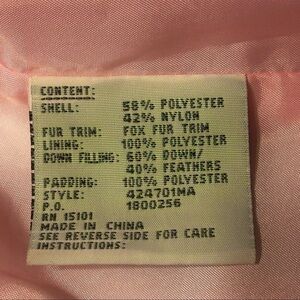 CONTENT:
SHELL: 58% POLYESTER
42% NYLON
FUR TRIM: FOX FUR TRIM
LINING: 100% POLYESTER
DOWN FILLING: 60% DOWN/
40% FEATHERS
PADDING: 100% POLYESTER
STYLE: 424701MA
P.O. 1800256
RN 15101
MADE IN CHINA
SEE REVERSE SIDE FOR CARE
INSTRUCTIONS: